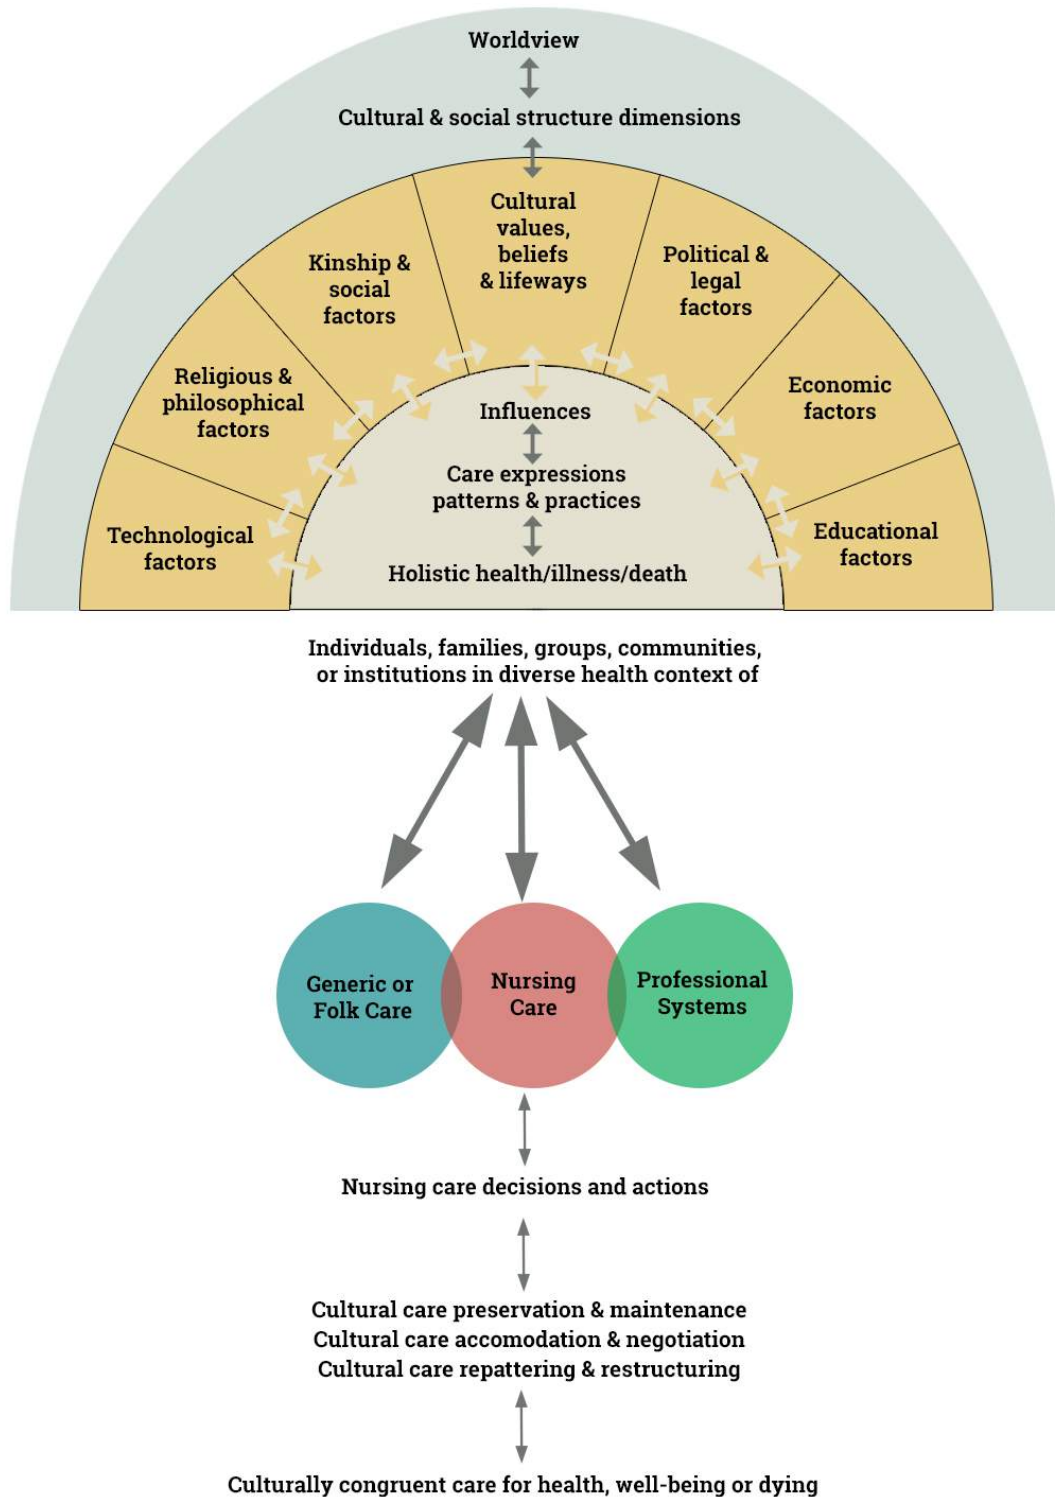 Worldview
Cultural & social structure dimensions
Cultural
values,
beliefs
& lifeways
Kinship &
social
factors
Political &
legal
factors
Religious &
philosophical
factors
Economic
factors
Technological
factors
Educational
factors
Influences
Care expressions
patterns & practices
Holistic health/illness/death
Individuals, families, groups, communities,
or institutions in diverse health context of
Generic or
Folk Care
Nursing
Care
Professional
Systems
Nursing care decisions and actions
Cultural care preservation & maintenance
Cultural care accomodation & negotiation
Cultural care repattering & restructuring
Culturally congruent care for health, well-being or dying